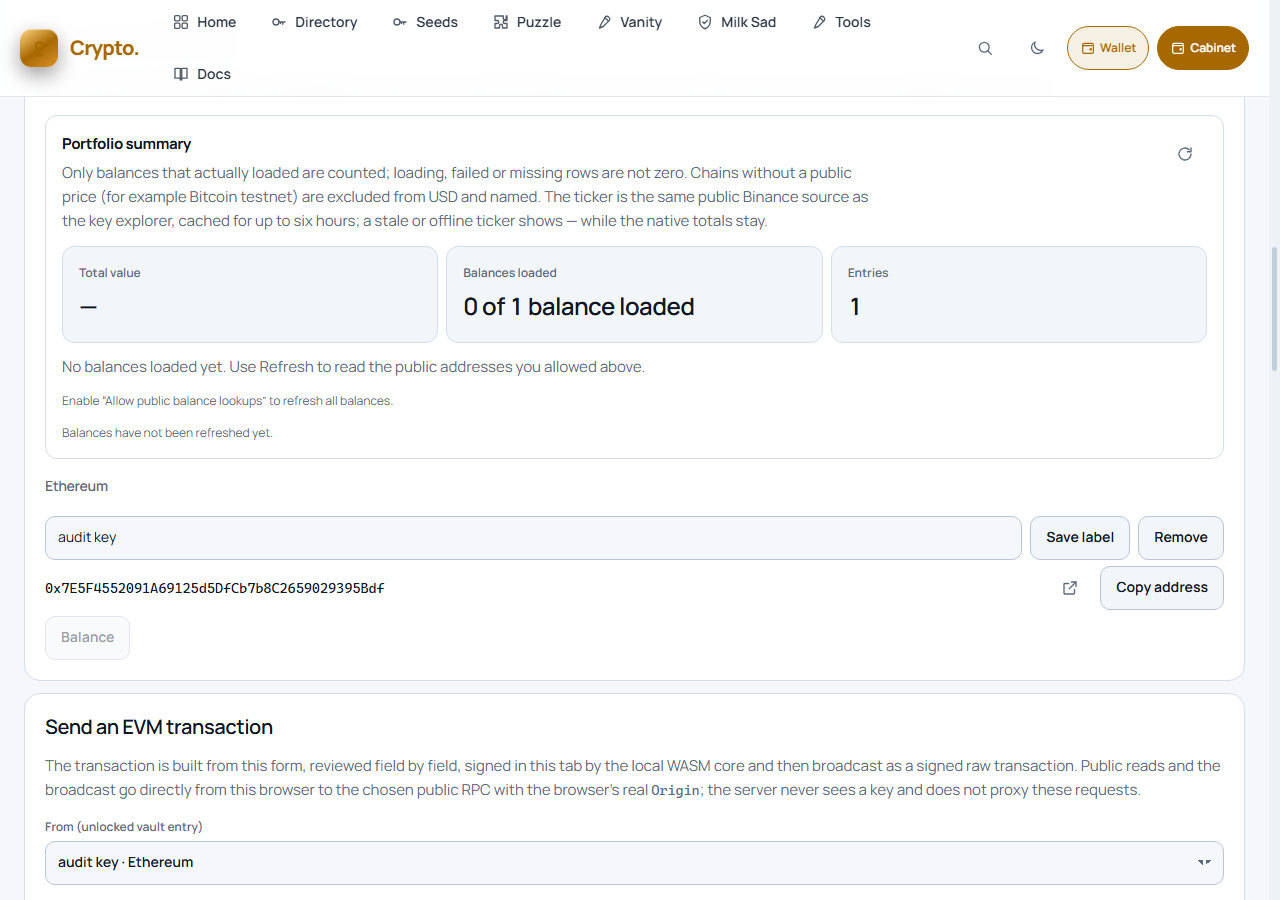 Crypto.
Home
Directory
Seeds
Puzzle
Vanity
Milk Sad
Tools
Docs
Wallet
Cabinet
Portfolio summary
Only balances that actually loaded are counted; loading, failed or missing rows are not zero. Chains without a public
price (for example Bitcoin testnet) are excluded from USD and named. The ticker is the same public Binance source as
the key explorer, cached for up to six hours; a stale or offline ticker shows — while the native totals stay.
Total value
—
Balances loaded
0 of 1 balance loaded
Entries
1
No balances loaded yet. Use Refresh to read the public addresses you allowed above.
Enable “Allow public balance lookups” to refresh all balances.
Balances have not been refreshed yet.
Ethereum
audit key
Save label
Remove
0x7E5F4552091A69125d5DfCb7b8C2659029395Bdf
Copy address
Balance
Send an EVM transaction
The transaction is built from this form, reviewed field by field, signed in this tab by the local WASM core and then broadcast as a signed raw transaction. Public reads and the
broadcast go directly from this browser to the chosen public RPC with the browser's real Origin; the server never sees a key and does not proxy these requests.
From (unlocked vault entry)
audit key · Ethereum